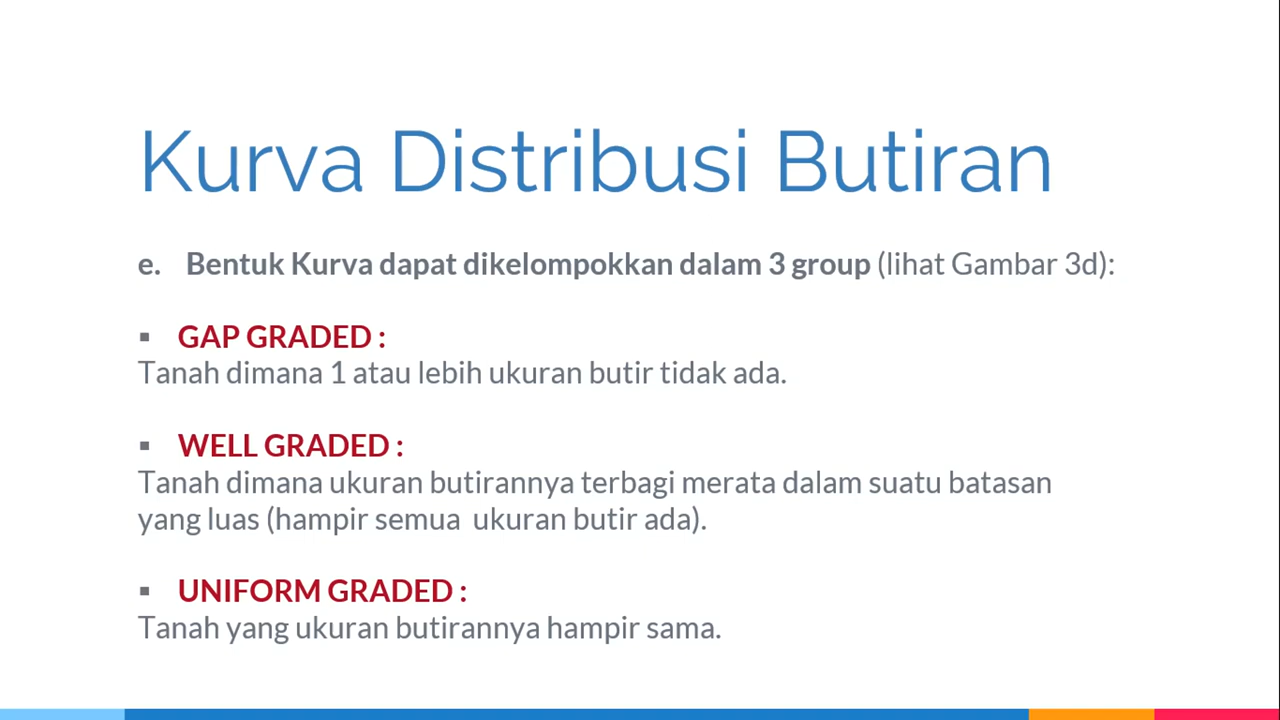 Kurva Distribusi Butiran
e. Bentuk Kurva dapat dikelompokkan dalam 3 group (lihat Gambar 3d):
▪ GAP GRADED :
Tanah dimana 1 atau lebih ukuran butir tidak ada.
▪ WELL GRADED :
Tanah dimana ukuran butirannya terbagi merata dalam suatu batasan
yang luas (hampir semua  ukuran butir ada).
▪ UNIFORM GRADED :
Tanah yang ukuran butirannya hampir sama.